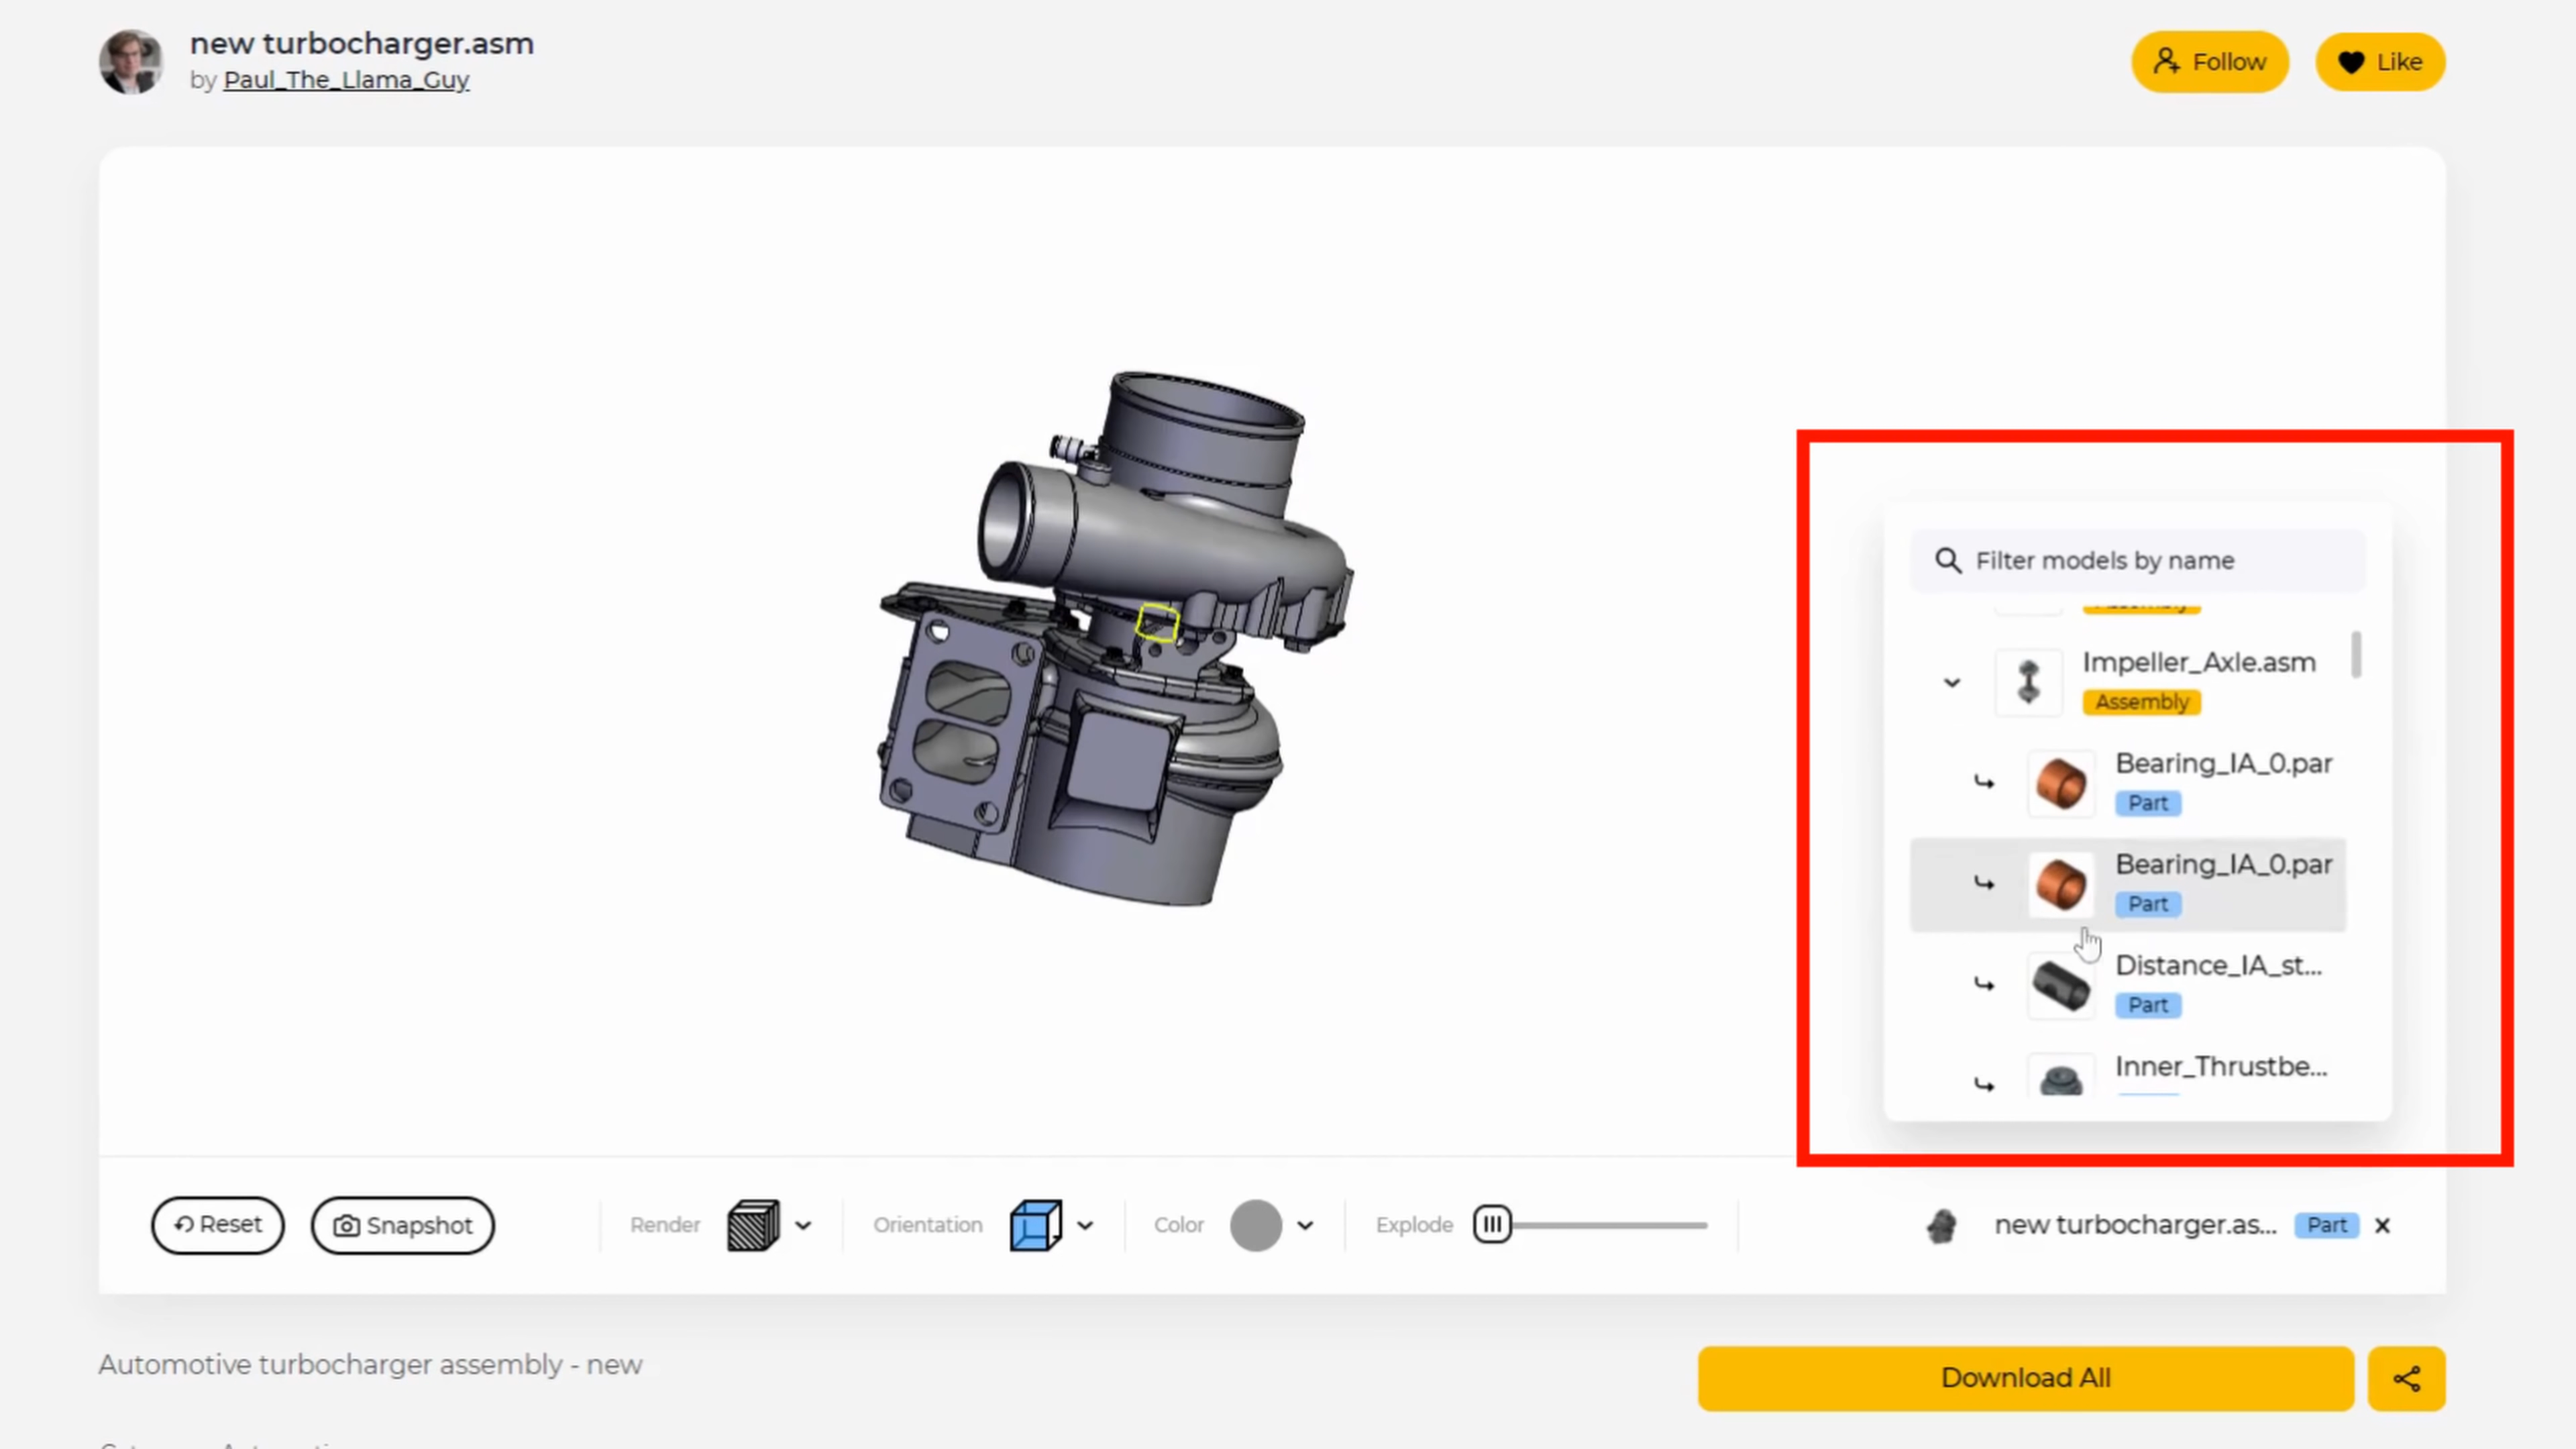 new turbocharger.asm
by Paul_The_Llama_Guy
Follow
Like
Filter models by name
Assembly
Impeller_Axle.asm
Assembly
Bearing_IA_0.par
Part
Bearing_IA_0.par
Part
Distance_IA_st...
Part
Inner_Thrustbe...
Reset
Snapshot
Render
Orientation
Color
Explode
new turbocharger.as...
Part
Automotive turbocharger assembly - new
Download All